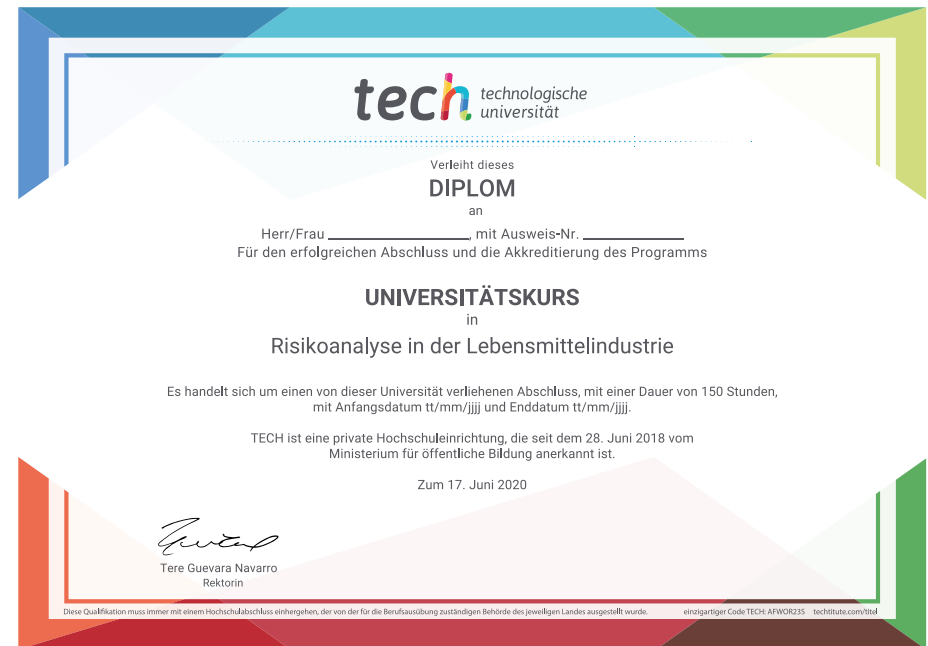 tech technologische
universität
Verleiht dieses
DIPLOM
an
Herr/Frau ____________________, mit Ausweis-Nr. ______________
Für den erfolgreichen Abschluss und die Akkreditierung des Programms
UNIVERSITÄTSKURS
in
Risikoanalyse in der Lebensmittelindustrie
Es handelt sich um einen von dieser Universität verliehenen Abschluss, mit einer Dauer von 150 Stunden,
mit Anfangsdatum tt/mm/jjjj und Enddatum tt/mm/jjjj.
TECH ist eine private Hochschuleinrichtung, die seit dem 28. Juni 2018 vom
Ministerium für öffentliche Bildung anerkannt ist.
Zum 17. Juni 2020
Tere Guevara Navarro
Rektorin
Diese Qualifikation muss immer mit einem Hochschulabschluss einhergehen, der von der für die Berufsausübung zuständigen Behörde des jeweiligen Landes ausgestellt wurde. einzigartiger Code TECH: AFWOR23S techtitute.com/titel